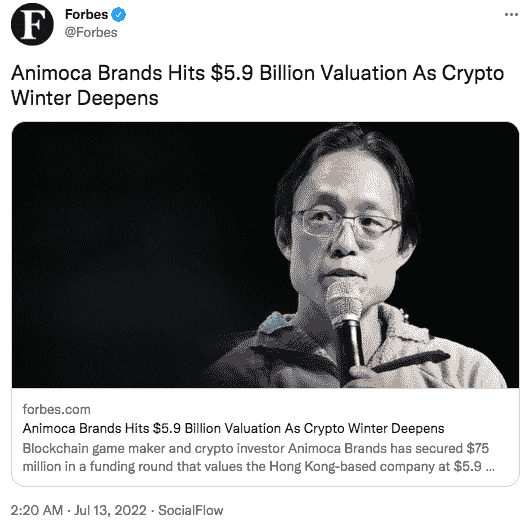 Forbes
@Forbes
Animoca Brands Hits $5.9 Billion Valuation As Crypto
Winter Deepens
forbes.com
Animoca Brands Hits $5.9 Billion Valuation As Crypto Winter Deepens
Blockchain game maker and crypto investor Animoca Brands has secured $75
million in a funding round that values the Hong Kong-based company at $5.9 ...
2:20 AM · Jul 13, 2022 · SocialFlow